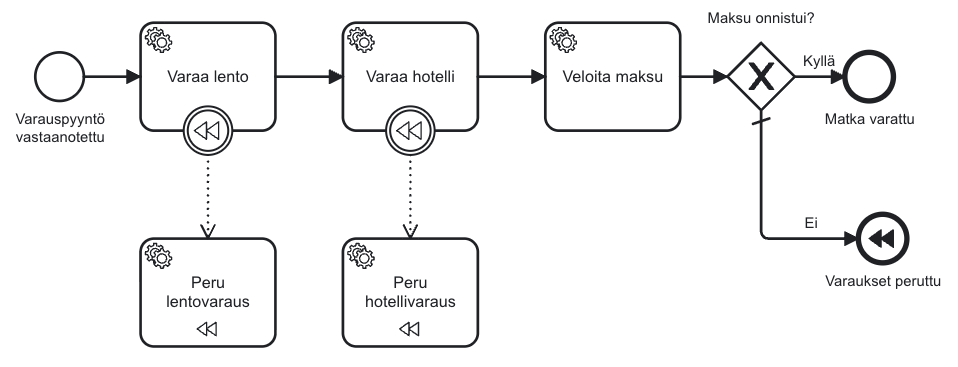 Maksu onnistui?
Varaa lento
Varaa hotelli
Veloita maksu
Kyllä
Varauspyyntö
vastaanotettu
Matka varattu
Ei
Peru
lentovaraus
Peru
hotellivaraus
Varaukset peruttu